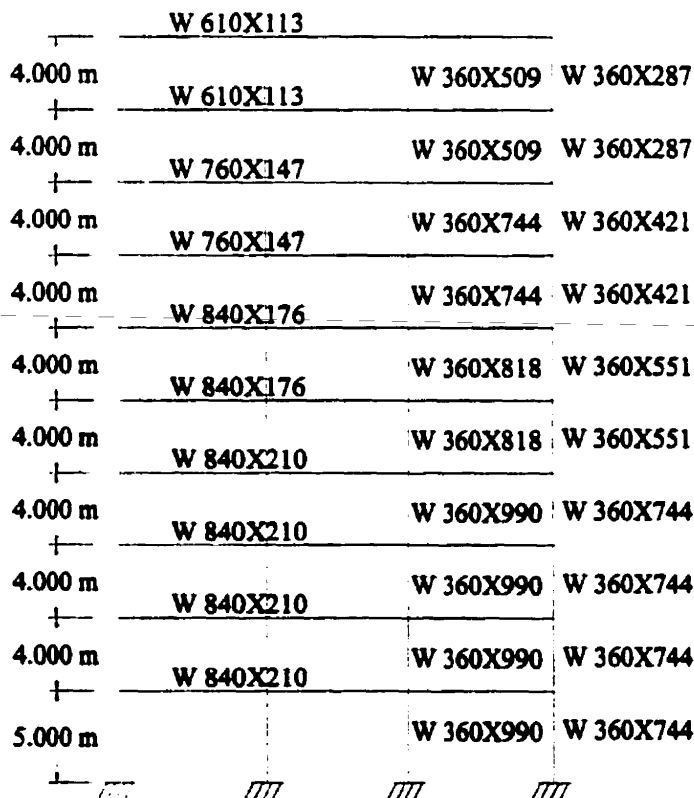 W 610X113
4.000 m W 360X509 W 360X287
W 610X113
4.000 m W 360X509 W 360X287
W 760X147
4.000 m W 360X744 W 360X421
W 760X147
4.000 m W 360X744 W 360X421
W 840X176
4.000 m W 360X818 W 360X551
W 840X176
4.000 m W 360X818 W 360X551
W 840X210
4.000 m W 360X990 W 360X744
W 840X210
4.000 m W 360X990 W 360X744
W 840X210
4.000 m W 360X990 W 360X744
W 840X210
5.000 m W 360X990 W 360X744